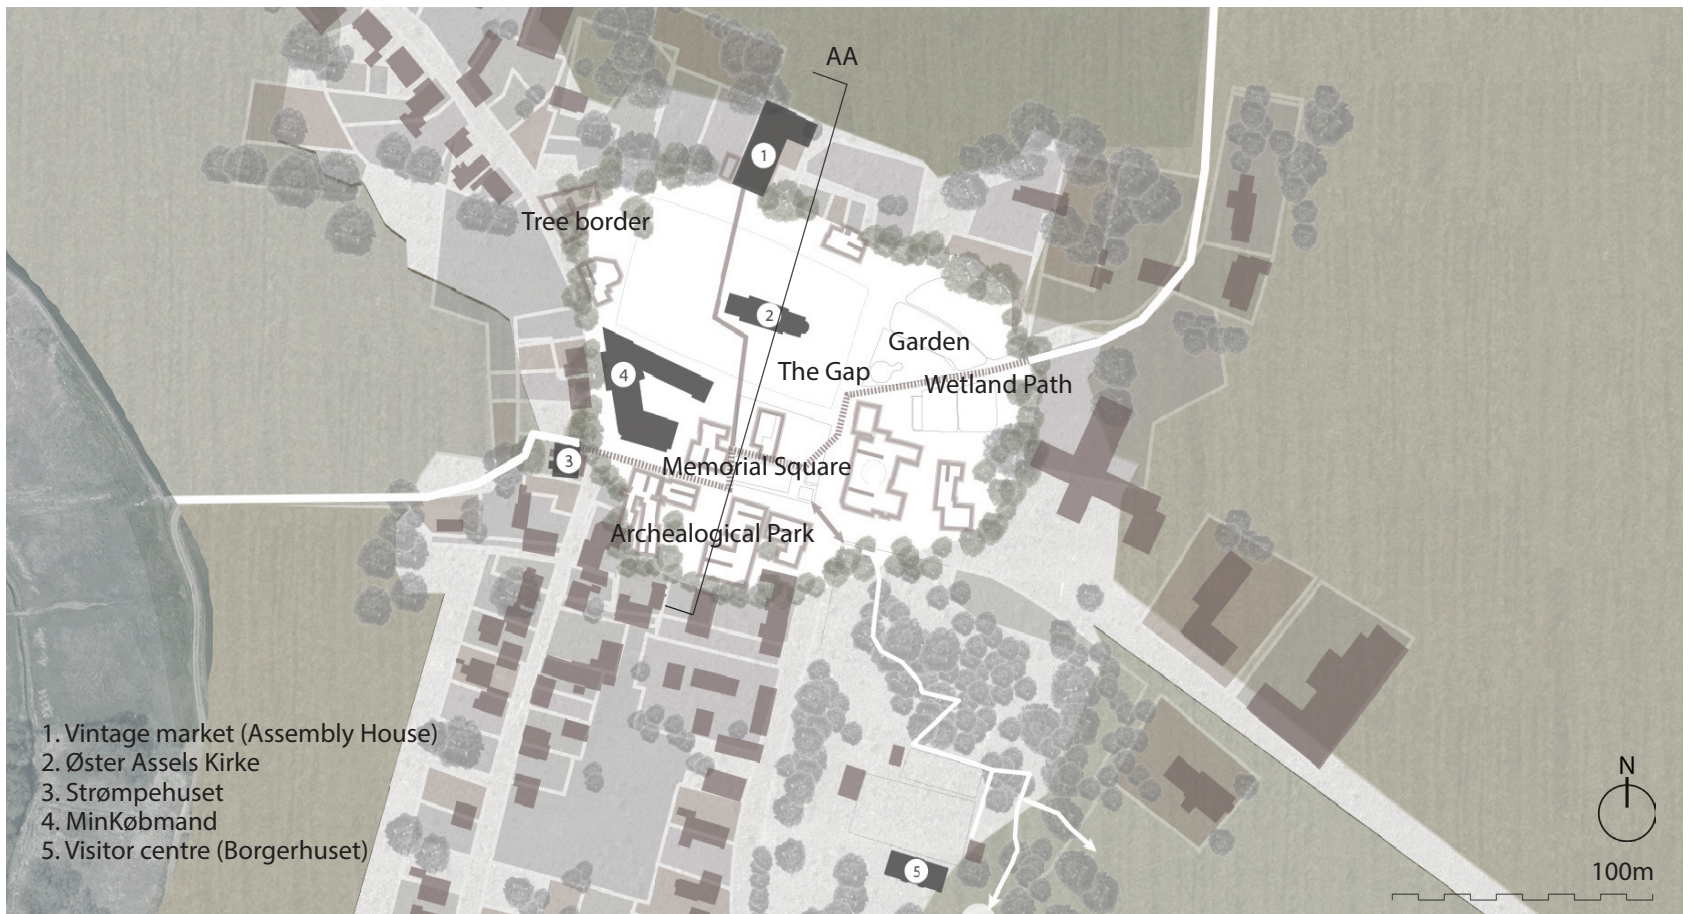 AA
1
Tree border
2
Garden
The Gap
4
Wetland Path
3
Memorial Square
Archealogical Park
1. Vintage market (Assembly House)
2. Øster Assels Kirke
3. Strømpehuset
4. MinKøbmand
5. Visitor centre (Borgerhuset)
5
N
100m